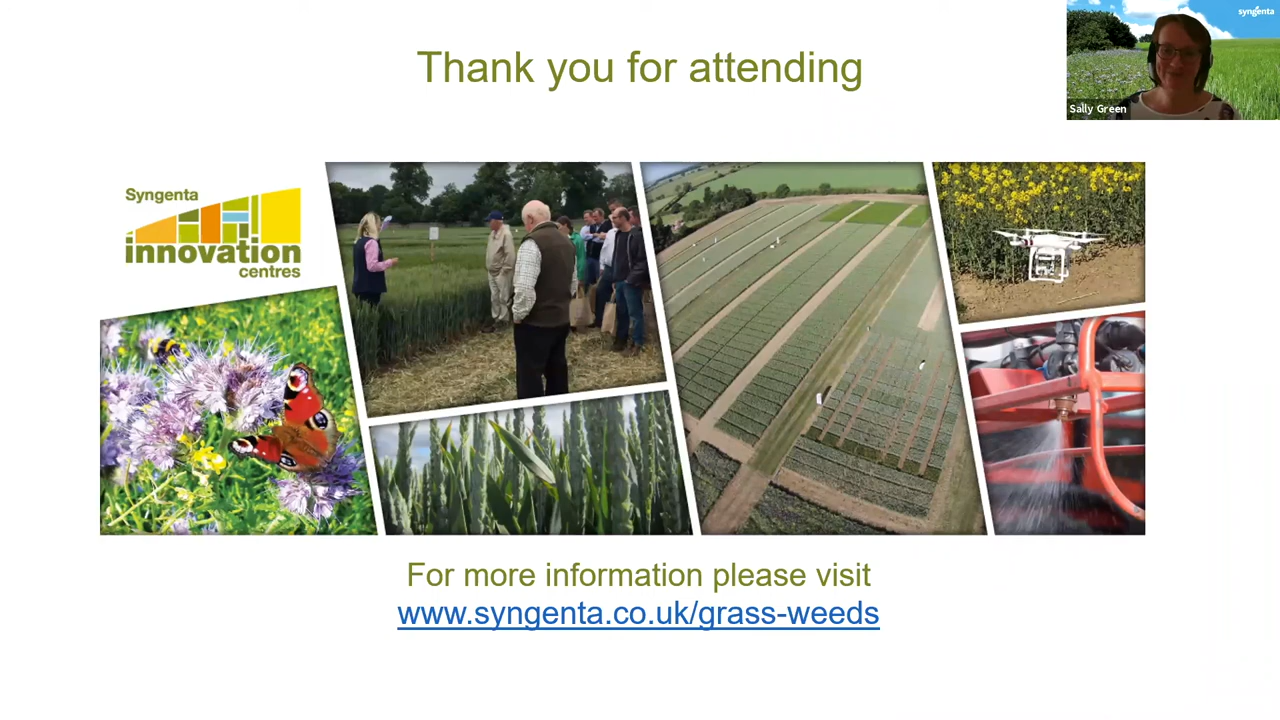 Thank you for attending
syngenta
Sally Green
Syngenta
innovation
centres
For more information please visit
www.syngenta.co.uk/grass-weeds